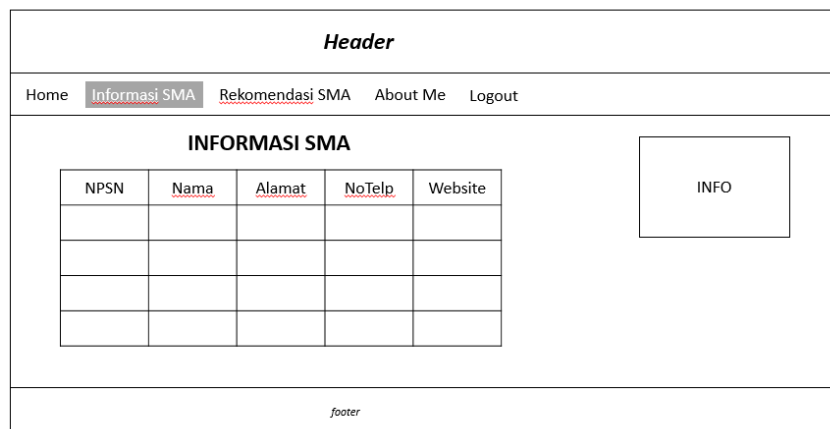 Header
Home Informasi SMA Rekomendasi SMA About Me Logout
INFORMASI SMA
NPSN Nama Alamat NoTelp Website
INFO
footer